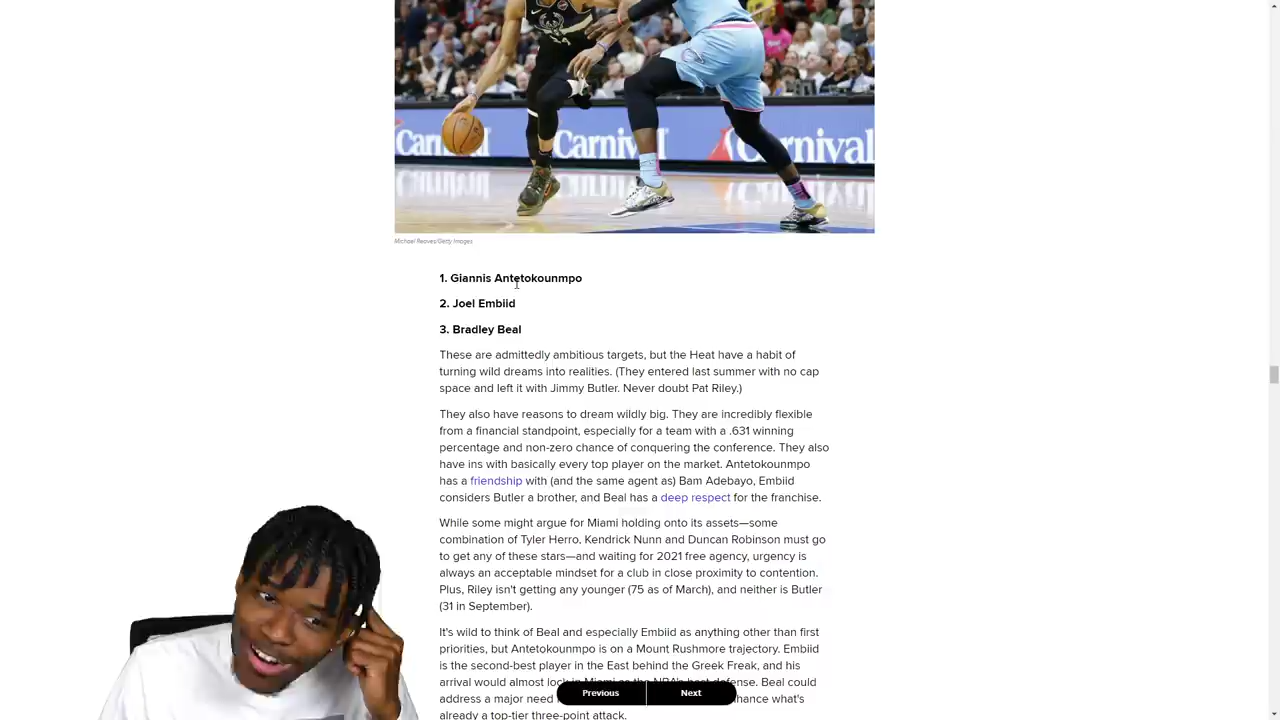 Carnival
Carnival
Carnival
Michael Reaves/Getty Images
1. Giannis Antetokounmpo
2. Joel Embiid
3. Bradley Beal
These are admittedly ambitious targets, but the Heat have a habit of
turning wild dreams into realities. (They entered last summer with no cap
space and left it with Jimmy Butler. Never doubt Pat Riley.)
They also have reasons to dream wildly big. They are incredibly flexible
from a financial standpoint, especially for a team with a .631 winning
percentage and non-zero chance of conquering the conference. They also
have ins with basically every top player on the market. Antetokounmpo
has a friendship with (and the same agent as) Bam Adebayo, Embiid
considers Butler a brother, and Beal has a deep respect for the franchise.
While some might argue for Miami holding onto its assets—some
combination of Tyler Herro, Kendrick Nunn and Duncan Robinson must go
to get any of these stars—and waiting for 2021 free agency, urgency is
always an acceptable mindset for a club in close proximity to contention.
Plus, Riley isn't getting any younger (75 as of March), and neither is Butler
(31 in September).
It's wild to think of Beal and especially Embiid as anything other than first
priorities, but Antetokounmpo is on a Mount Rushmore trajectory. Embiid
is the second-best player in the East behind the Greek Freak, and his
arrival would almost lock in Miami as the NBA's best defense. Beal could
address a major need hance what's
already a top-tier three-point attack.
Previous
Next